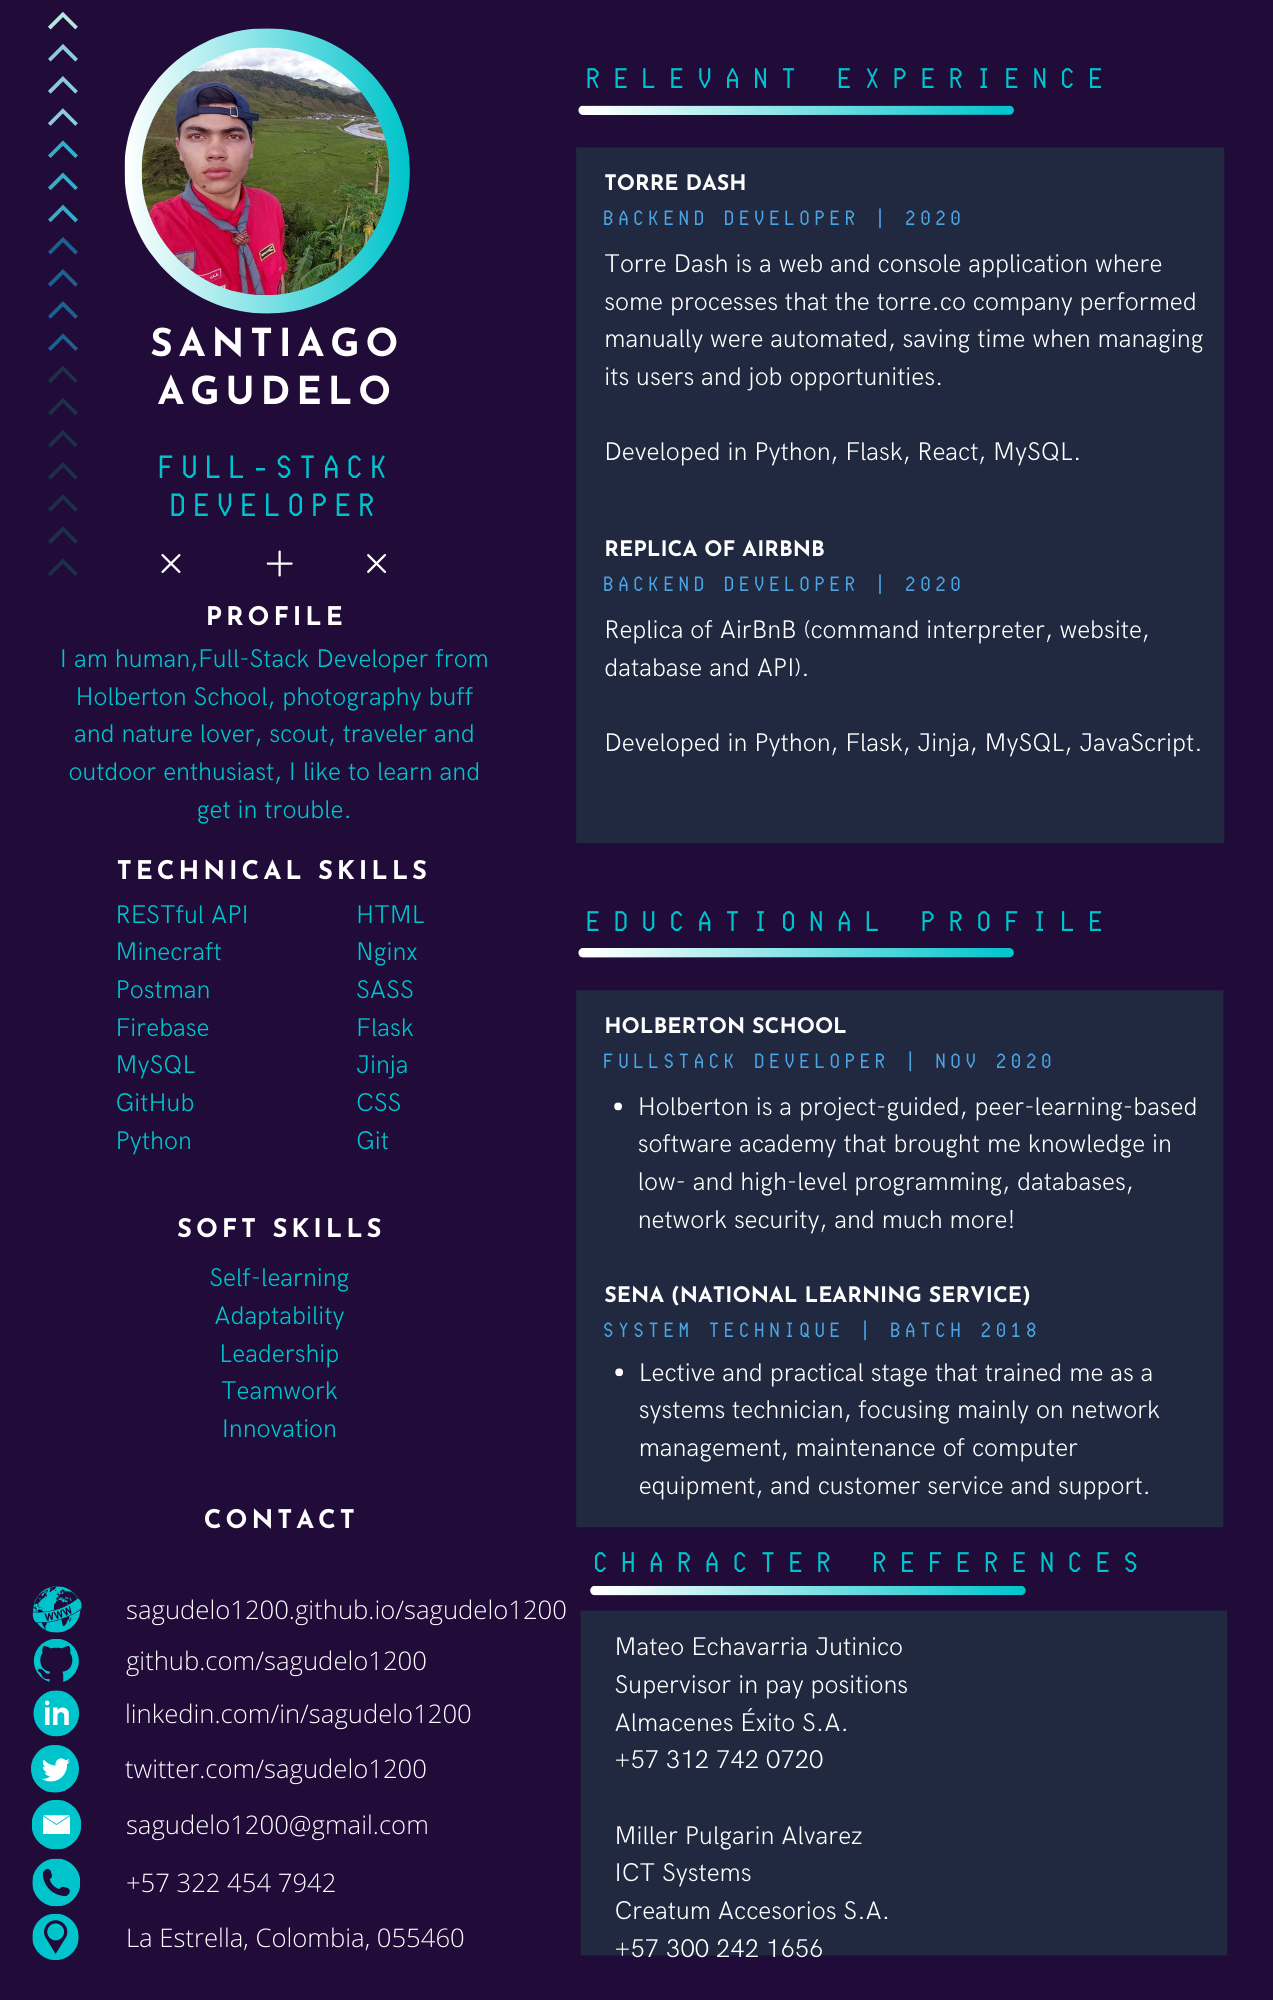 SANTIAGO
AGUDELO
FULL-STACK
DEVELOPER
PROFILE
I am human,Full-Stack Developer from
Holberton School, photography buff
and nature lover, scout, traveler and
outdoor enthusiast, I like to learn and
get in trouble.
TECHNICAL SKILLS
RESTful API
Minecraft
Postman
Firebase
MySQL
GitHub
Python
HTML
Nginx
SASS
Flask
Jinja
CSS
Git
SOFT SKILLS
Self-learning
Adaptability
Leadership
Teamwork
Innovation
CONTACT
WWW
sagudelo1200.github.io/sagudelo1200
github.com/sagudelo1200
in
linkedin.com/in/sagudelo1200
twitter.com/sagudelo1200
sagudelo1200@gmail.com
+57 322 454 7942
La Estrella, Colombia, 055460
RELEVANT EXPERIENCE
TORRE DASH
BACKEND DEVELOPER | 2020
Torre Dash is a web and console application where
some processes that the torre.co company performed
manually were automated, saving time when managing
its users and job opportunities.
Developed in Python, Flask, React, MySQL.
REPLICA OF AIRBNB
BACKEND DEVELOPER | 2020
Replica of AirBnB (command interpreter, website,
database and API).
Developed in Python, Flask, Jinja, MySQL, JavaScript.
EDUCATIONAL PROFILE
HOLBERTON SCHOOL
FULLSTACK DEVELOPER | NOV 2020
• Holberton is a project-guided, peer-learning-based
software academy that brought me knowledge in
low- and high-level programming, databases,
network security, and much more!
SENA (NATIONAL LEARNING SERVICE)
SYSTEM TECHNIQUE | BATCH 2018
• Lective and practical stage that trained me as a
systems technician, focusing mainly on network
management, maintenance of computer
equipment, and customer service and support.
CHARACTER REFERENCES
Mateo Echavarria Jutinico
Supervisor in pay positions
Almacenes Éxito S.A.
+57 312 742 0720
Miller Pulgarin Alvarez
ICT Systems
Creatum Accesorios S.A.
+57 300 242 1656